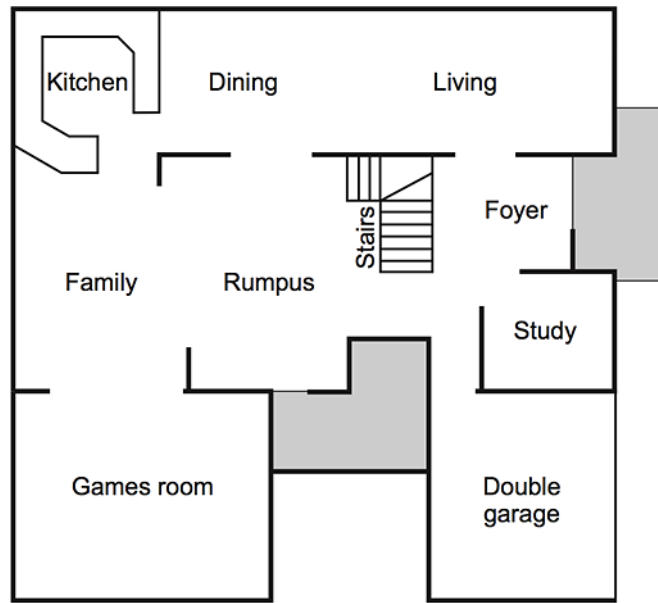 Kitchen
Dining
Living
Foyer
Stairs
Family
Rumpus
Study
Games room
Double
garage